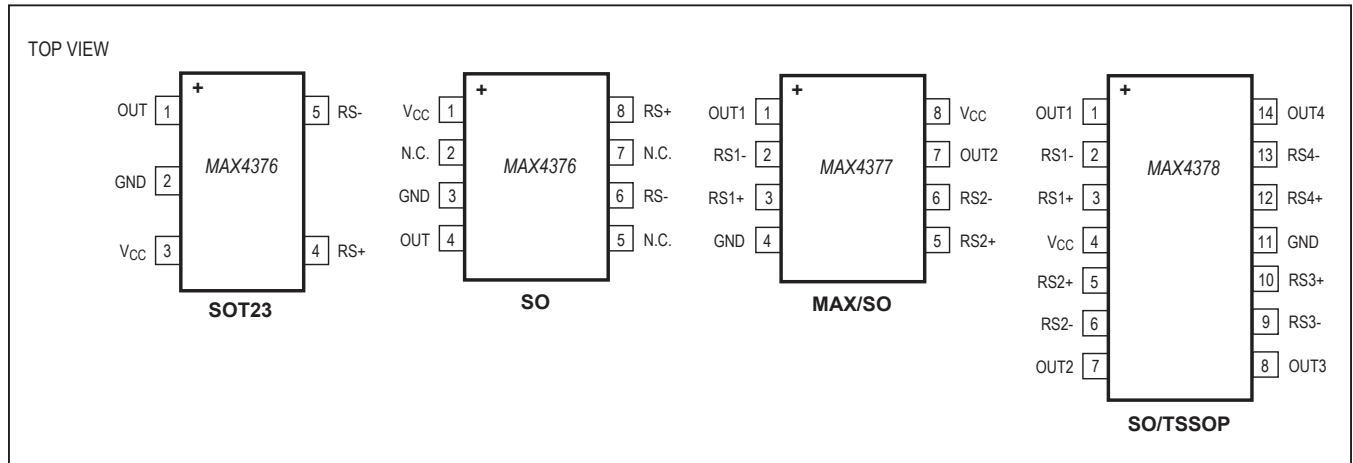 TOP VIEW
+
OUT 1
5 RS-
GND 2
MAX4376
VCC 3
4 RS+
SOT23
+
VCC 1
8 RS+
N.C. 2
7 N.C.
MAX4376
GND 3
6 RS-
OUT 4
5 N.C.
SO
+
OUT1 1
8 VCC
RS1- 2
7 OUT2
MAX4377
RS1+ 3
6 RS2-
GND 4
5 RS2+
MAX/SO
+
OUT1 1
14 OUT4
RS1- 2
13 RS4-
MAX4378
RS1+ 3
12 RS4+
VCC 4
11 GND
RS2+ 5
10 RS3+
RS2- 6
9 RS3-
OUT2 7
8 OUT3
SO/TSSOP